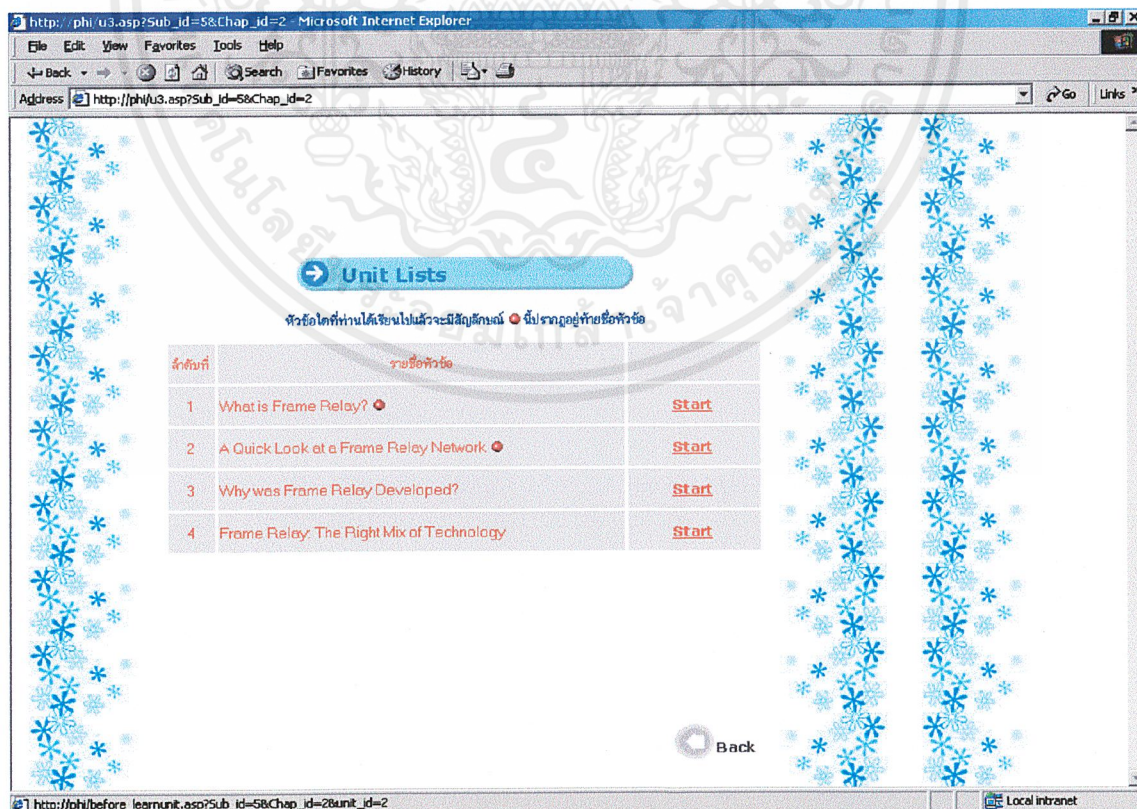 http://phi/u3.asp?Sub_id=5&Chap_id=2 - Microsoft Internet Explorer
File Edit View Favorites Tools Help
Back Search Favorites History
Address http://phi/u3.asp?Sub_id=5&Chap_id=2 Go Links »
Unit Lists
หัวข้อใดที่ท่านได้เรียนไปแล้วจะมีสัญลักษณ์ นี้ปรากฏอยู่ท้ายชื่อหัวข้อ
ลำดับที่ รายชื่อหัวข้อ
1 What is Frame Relay? Start
2 A Quick Look at a Frame Relay Network Start
3 Why was Frame Relay Developed? Start
4 Frame Relay: The Right Mix of Technology Start
Back
http://phi/before_learnunit.asp?Sub_id=5&Chap_id=2&unit_id=2 Local intranet